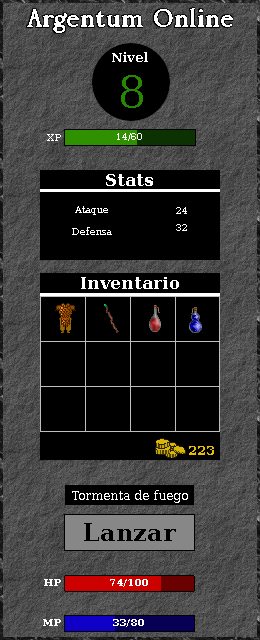 Argentum Online
Nivel
8
XP 14/60
Stats
Ataque 24
Defensa 32
Inventario
223
Tormenta de fuego
Lanzar
HP 74/100
MP 33/80